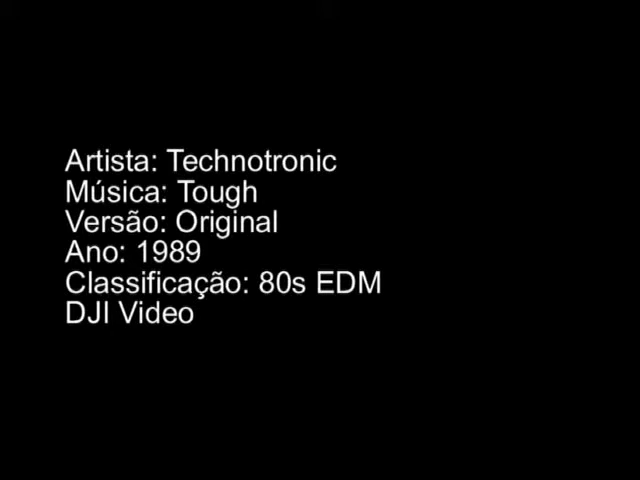 Artista: Technotronic
Música: Tough
Versão: Original
Ano: 1989
Classificação: 80s EDM
DJI Video